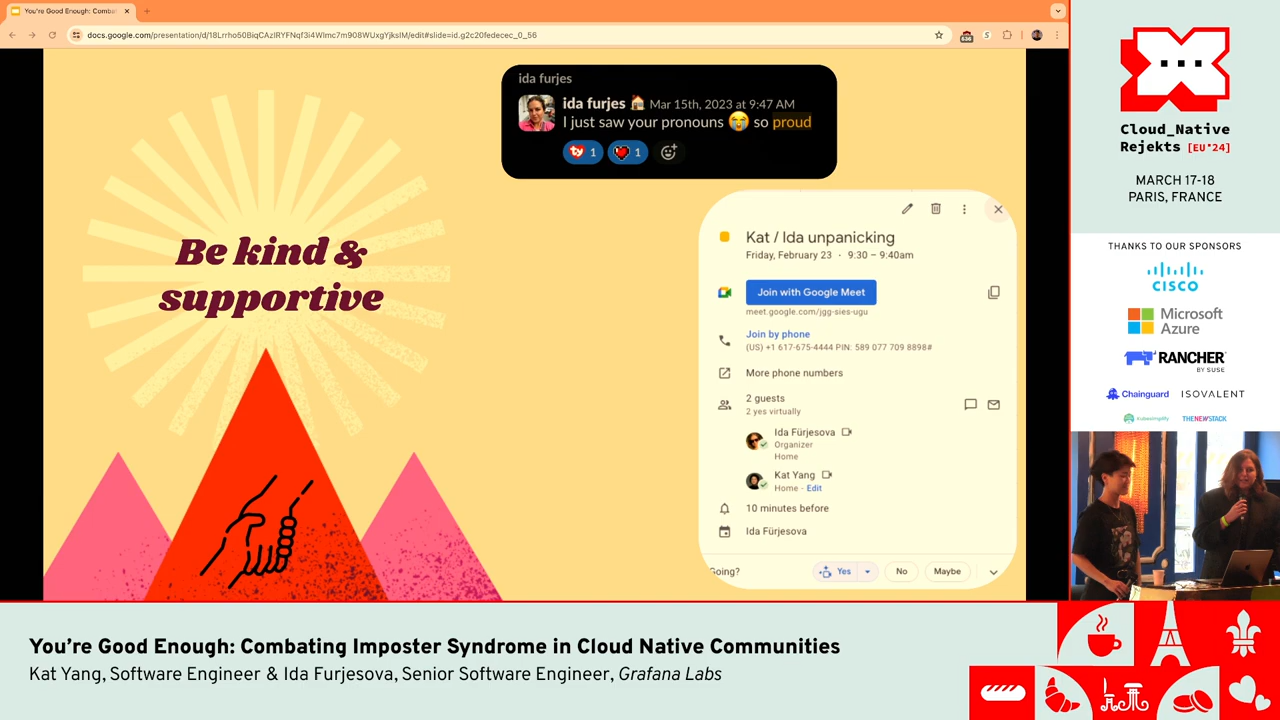 You're Good Enough: Combat
docs.google.com/presentation/d/18Lrrho50BiqCAzIRYFNqf3i4Wlmc7m908WUxgYjksIM/edit#slide=id.g2c20fedecec_0_56
Be kind &
supportive
ida furjes
ida furjes Mar 15th, 2023 at 9:47 AM
I just saw your pronouns 😭 so proud
ty 1 1
Kat / Ida unpanicking
Friday, February 23 · 9:30 – 9:40am
Join with Google Meet
meet.google.com/jgg-sies-ugu
Join by phone
(US) +1 617-675-4444 PIN: 589 077 709 8898#
More phone numbers
2 guests
2 yes virtually
Ida Fürjesova
Organizer
Home
Kat Yang
Home - Edit
10 minutes before
Ida Fürjesova
Going? Yes No Maybe
Cloud_Native
Rejekts [EU'24]
MARCH 17-18
PARIS, FRANCE
THANKS TO OUR SPONSORS
CISCO
Microsoft
Azure
RANCHER
BY SUSE
Chainguard ISOVALENT
kubesimplify THENEWSTACK
You're Good Enough: Combating Imposter Syndrome in Cloud Native Communities
Kat Yang, Software Engineer & Ida Furjesova, Senior Software Engineer, Grafana Labs